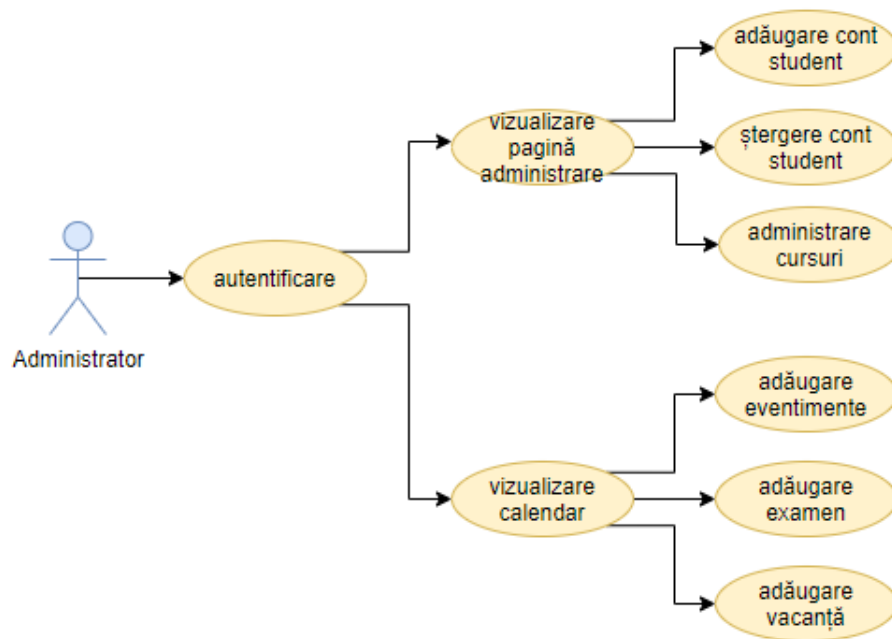 adăugare cont
student
vizualizare
pagină
administrare
ștergere cont
student
administrare
cursuri
autentificare
Administrator
adăugare
eventimente
vizualizare
calendar
adăugare
examen
adăugare
vacanță